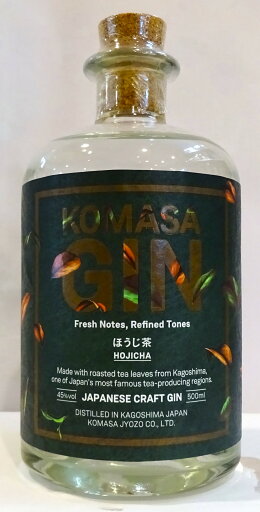 KOMASA
GIN
Fresh Notes, Refined Tones
ほうじ茶
HOJICHA
Made with roasted tea leaves from Kagoshima,
one of Japan's most famous tea-producing regions.
45%vol JAPANESE CRAFT GIN 500ml
DISTILLED IN KAGOSHIMA JAPAN
KOMASA JYOZO CO., LTD.